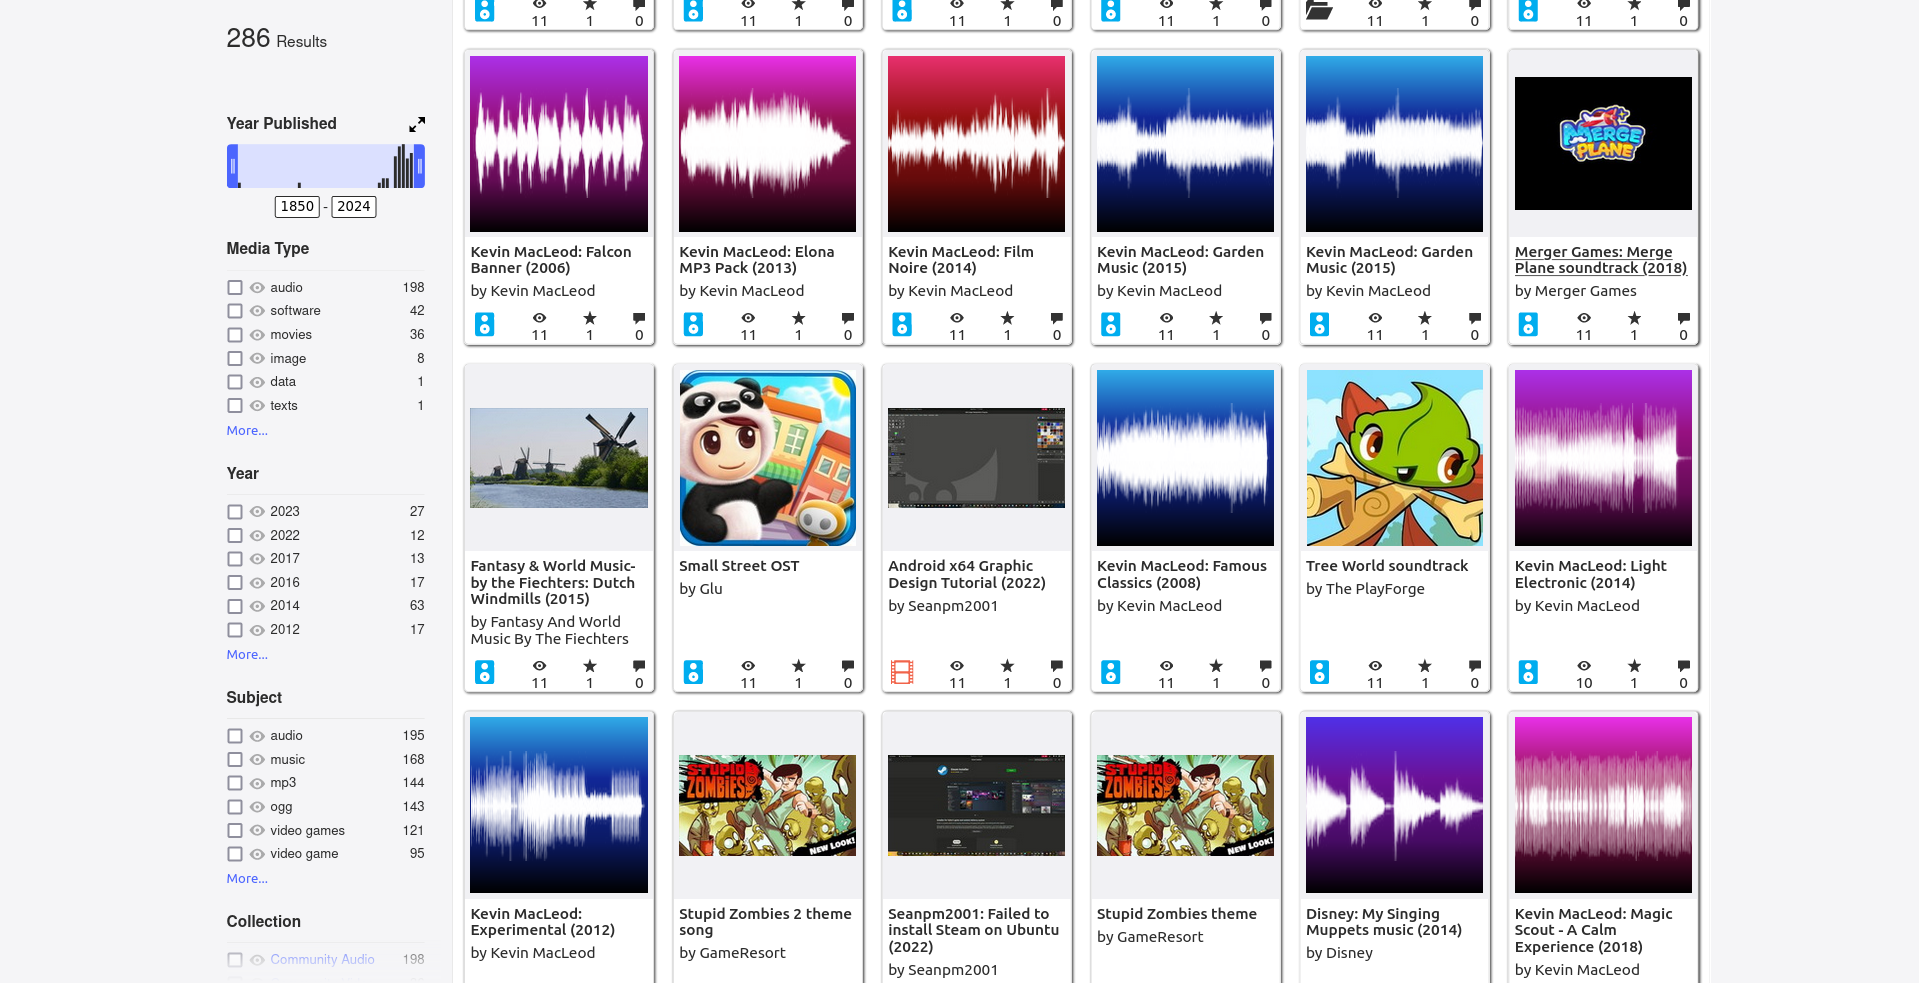 286 Results
Year Published
1850 - 2024
Media Type
audio 198
software 42
movies 36
image 8
data 1
texts 1
More...
Year
2023 27
2022 12
2017 13
2016 17
2014 63
2012 17
More...
Subject
audio 195
music 168
mp3 144
ogg 143
video games 121
video game 95
More...
Collection
Community Audio 198
11 1 0
11 1 0
11 1 0
11 1 0
11 1 0
11 1 0
Kevin MacLeod: Falcon
Banner (2006)
by Kevin MacLeod
11 1 0
Kevin MacLeod: Elona
MP3 Pack (2013)
by Kevin MacLeod
11 1 0
Kevin MacLeod: Film
Noire (2014)
by Kevin MacLeod
11 1 0
Kevin MacLeod: Garden
Music (2015)
by Kevin MacLeod
11 1 0
Kevin MacLeod: Garden
Music (2015)
by Kevin MacLeod
11 1 0
MERGE
PLANE
Merger Games: Merge
Plane soundtrack (2018)
by Merger Games
11 1 0
Fantasy & World Music-
by the Fiechters: Dutch
Windmills (2015)
by Fantasy And World
Music By The Fiechters
11 1 0
Small Street OST
by Glu
11 1 0
Android x64 Graphic
Design Tutorial (2022)
by Seanpm2001
11 1 0
Kevin MacLeod: Famous
Classics (2008)
by Kevin MacLeod
11 1 0
Tree World soundtrack
by The PlayForge
11 1 0
Kevin MacLeod: Light
Electronic (2014)
by Kevin MacLeod
10 1 0
Kevin MacLeod:
Experimental (2012)
by Kevin MacLeod
STUPID
ZOMBIES
NEW LOOK!
Stupid Zombies 2 theme
song
by GameResort
Seanpm2001: Failed to
install Steam on Ubuntu
(2022)
by Seanpm2001
STUPID
ZOMBIES
NEW LOOK!
Stupid Zombies theme
by GameResort
Disney: My Singing
Muppets music (2014)
by Disney
Kevin MacLeod: Magic
Scout - A Calm
Experience (2018)
by Kevin MacLeod